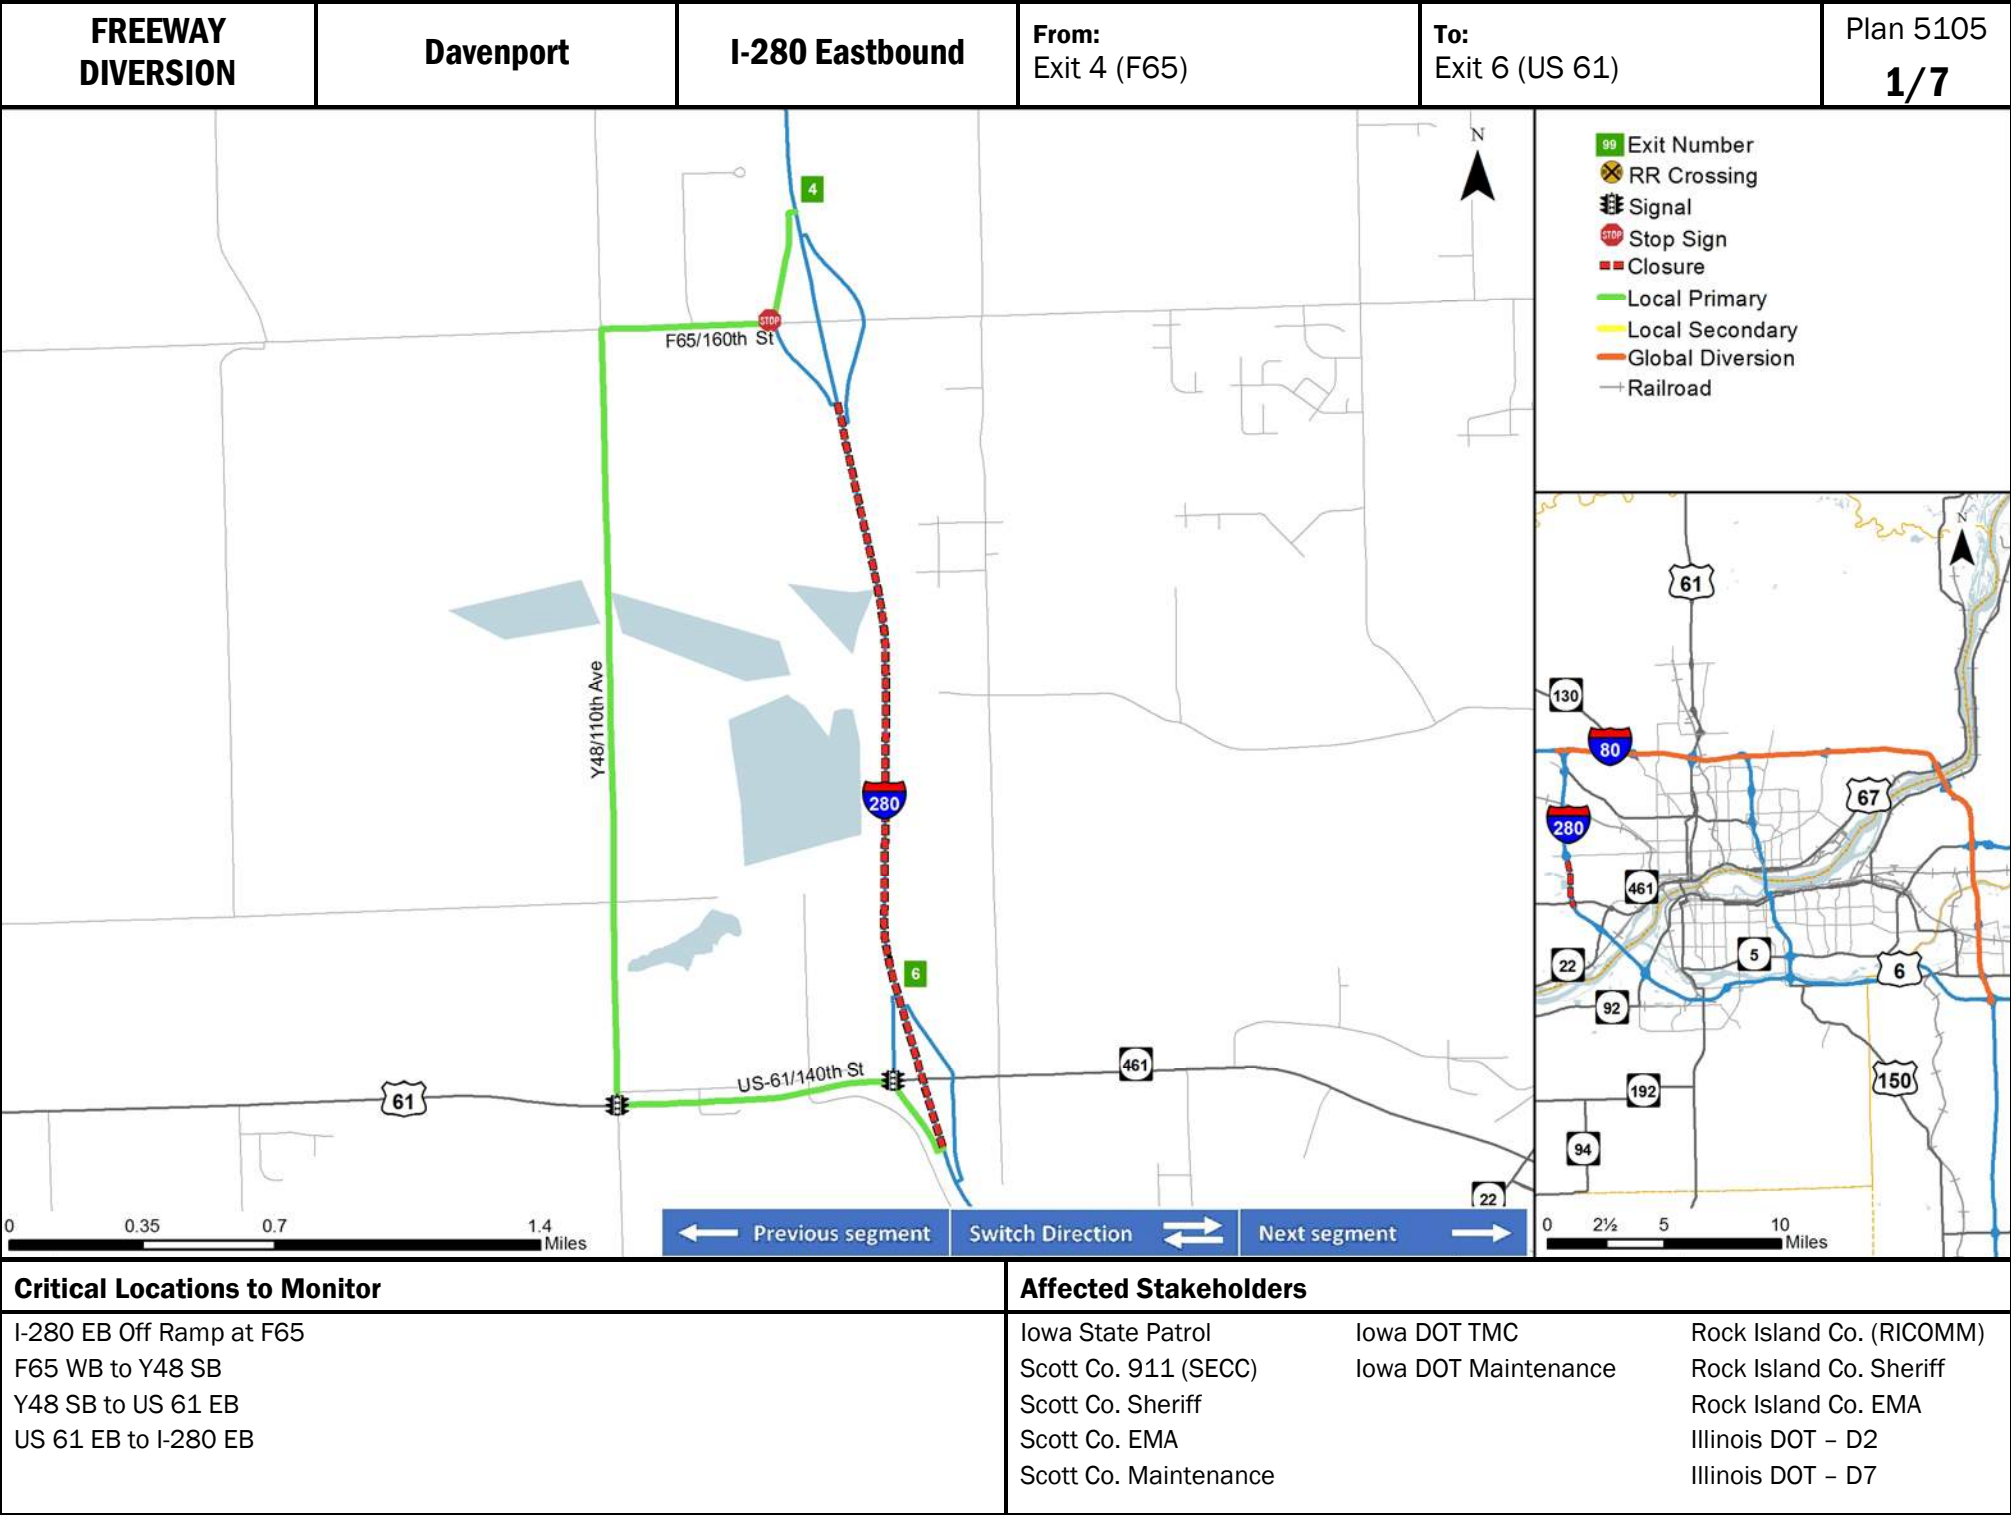 FREEWAY
DIVERSION
Davenport
I-280 Eastbound
From:
Exit 4 (F65)
To:
Exit 6 (US 61)
Plan 5105
1/7
N
4
STOP
F65/160th St
Y48/110th Ave
280
6
US-61/140th St
461
61
22
0 0.35 0.7 1.4
Miles
Previous segment
Switch Direction
Next segment
99 Exit Number
RR Crossing
Signal
STOP Stop Sign
Closure
Local Primary
Local Secondary
Global Diversion
Railroad
N
61
130
80
67
280
461
5
22
6
92
150
192
94
0 2½ 5 10
Miles
Critical Locations to Monitor
I-280 EB Off Ramp at F65
F65 WB to Y48 SB
Y48 SB to US 61 EB
US 61 EB to I-280 EB
Affected Stakeholders
Iowa State Patrol
Scott Co. 911 (SECC)
Scott Co. Sheriff
Scott Co. EMA
Scott Co. Maintenance
Iowa DOT TMC
Iowa DOT Maintenance
Rock Island Co. (RICOMM)
Rock Island Co. Sheriff
Rock Island Co. EMA
Illinois DOT – D2
Illinois DOT – D7